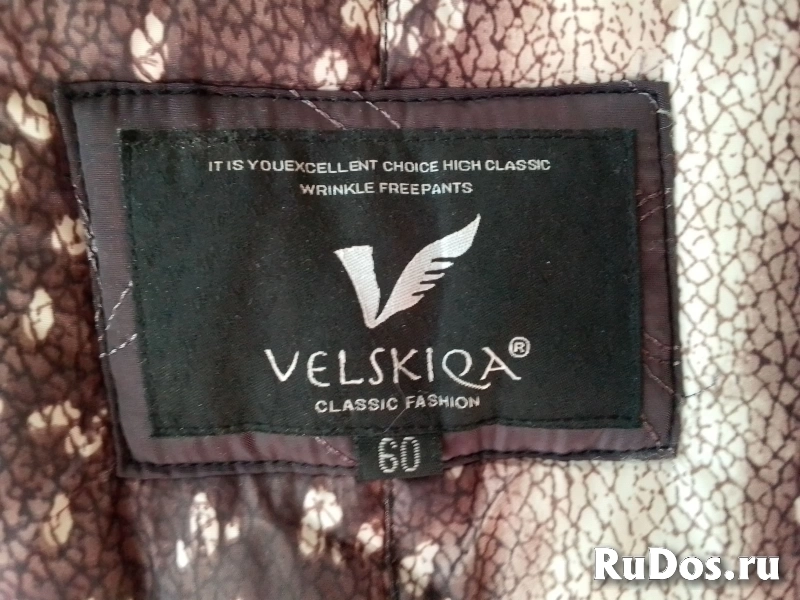 IT IS YOUEXCELLENT CHOICE HIGH CLASSIC
WRINKLE FREEPANTS
VELSKIQA®
CLASSIC FASHION
60
RuDos.ru